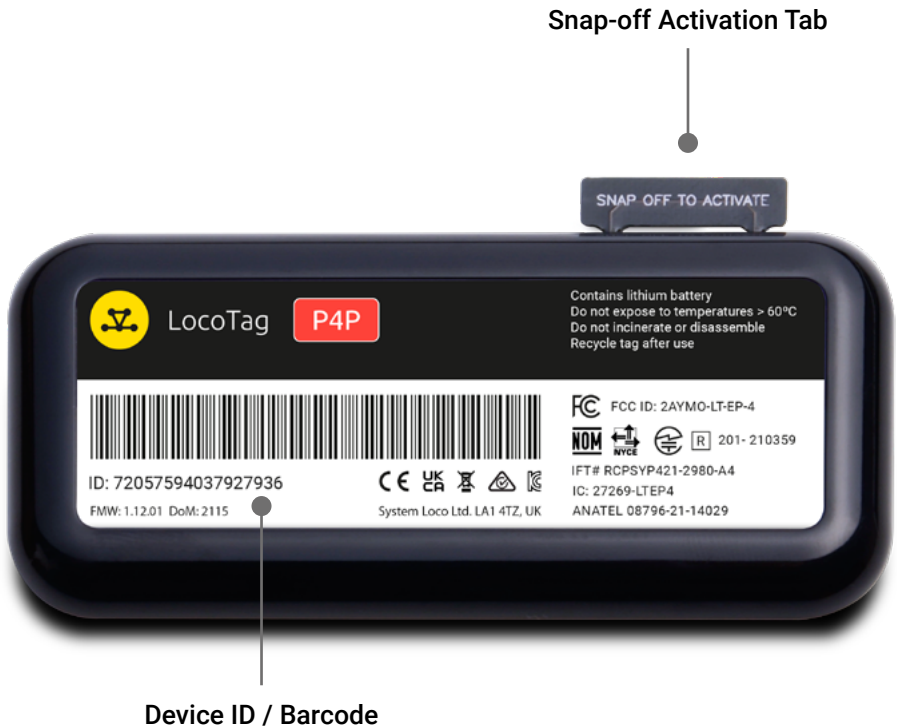 Snap-off Activation Tab
SNAP OFF TO ACTIVATE
LocoTag P4P
Contains lithium battery
Do not expose to temperatures > 60ºC
Do not incinerate or disassemble
Recycle tag after use
FC FCC ID: 2AYMO-LT-EP-4
NOM NYCE R 201- 210359
ID: 72057594037927936
CE UK CA
IFT# RCPSYP421-2980-A4
IC: 27269-LTEP4
FMW: 1.12.01 DoM: 2115
System Loco Ltd. LA1 4TZ, UK
ANATEL 08796-21-14029
Device ID / Barcode